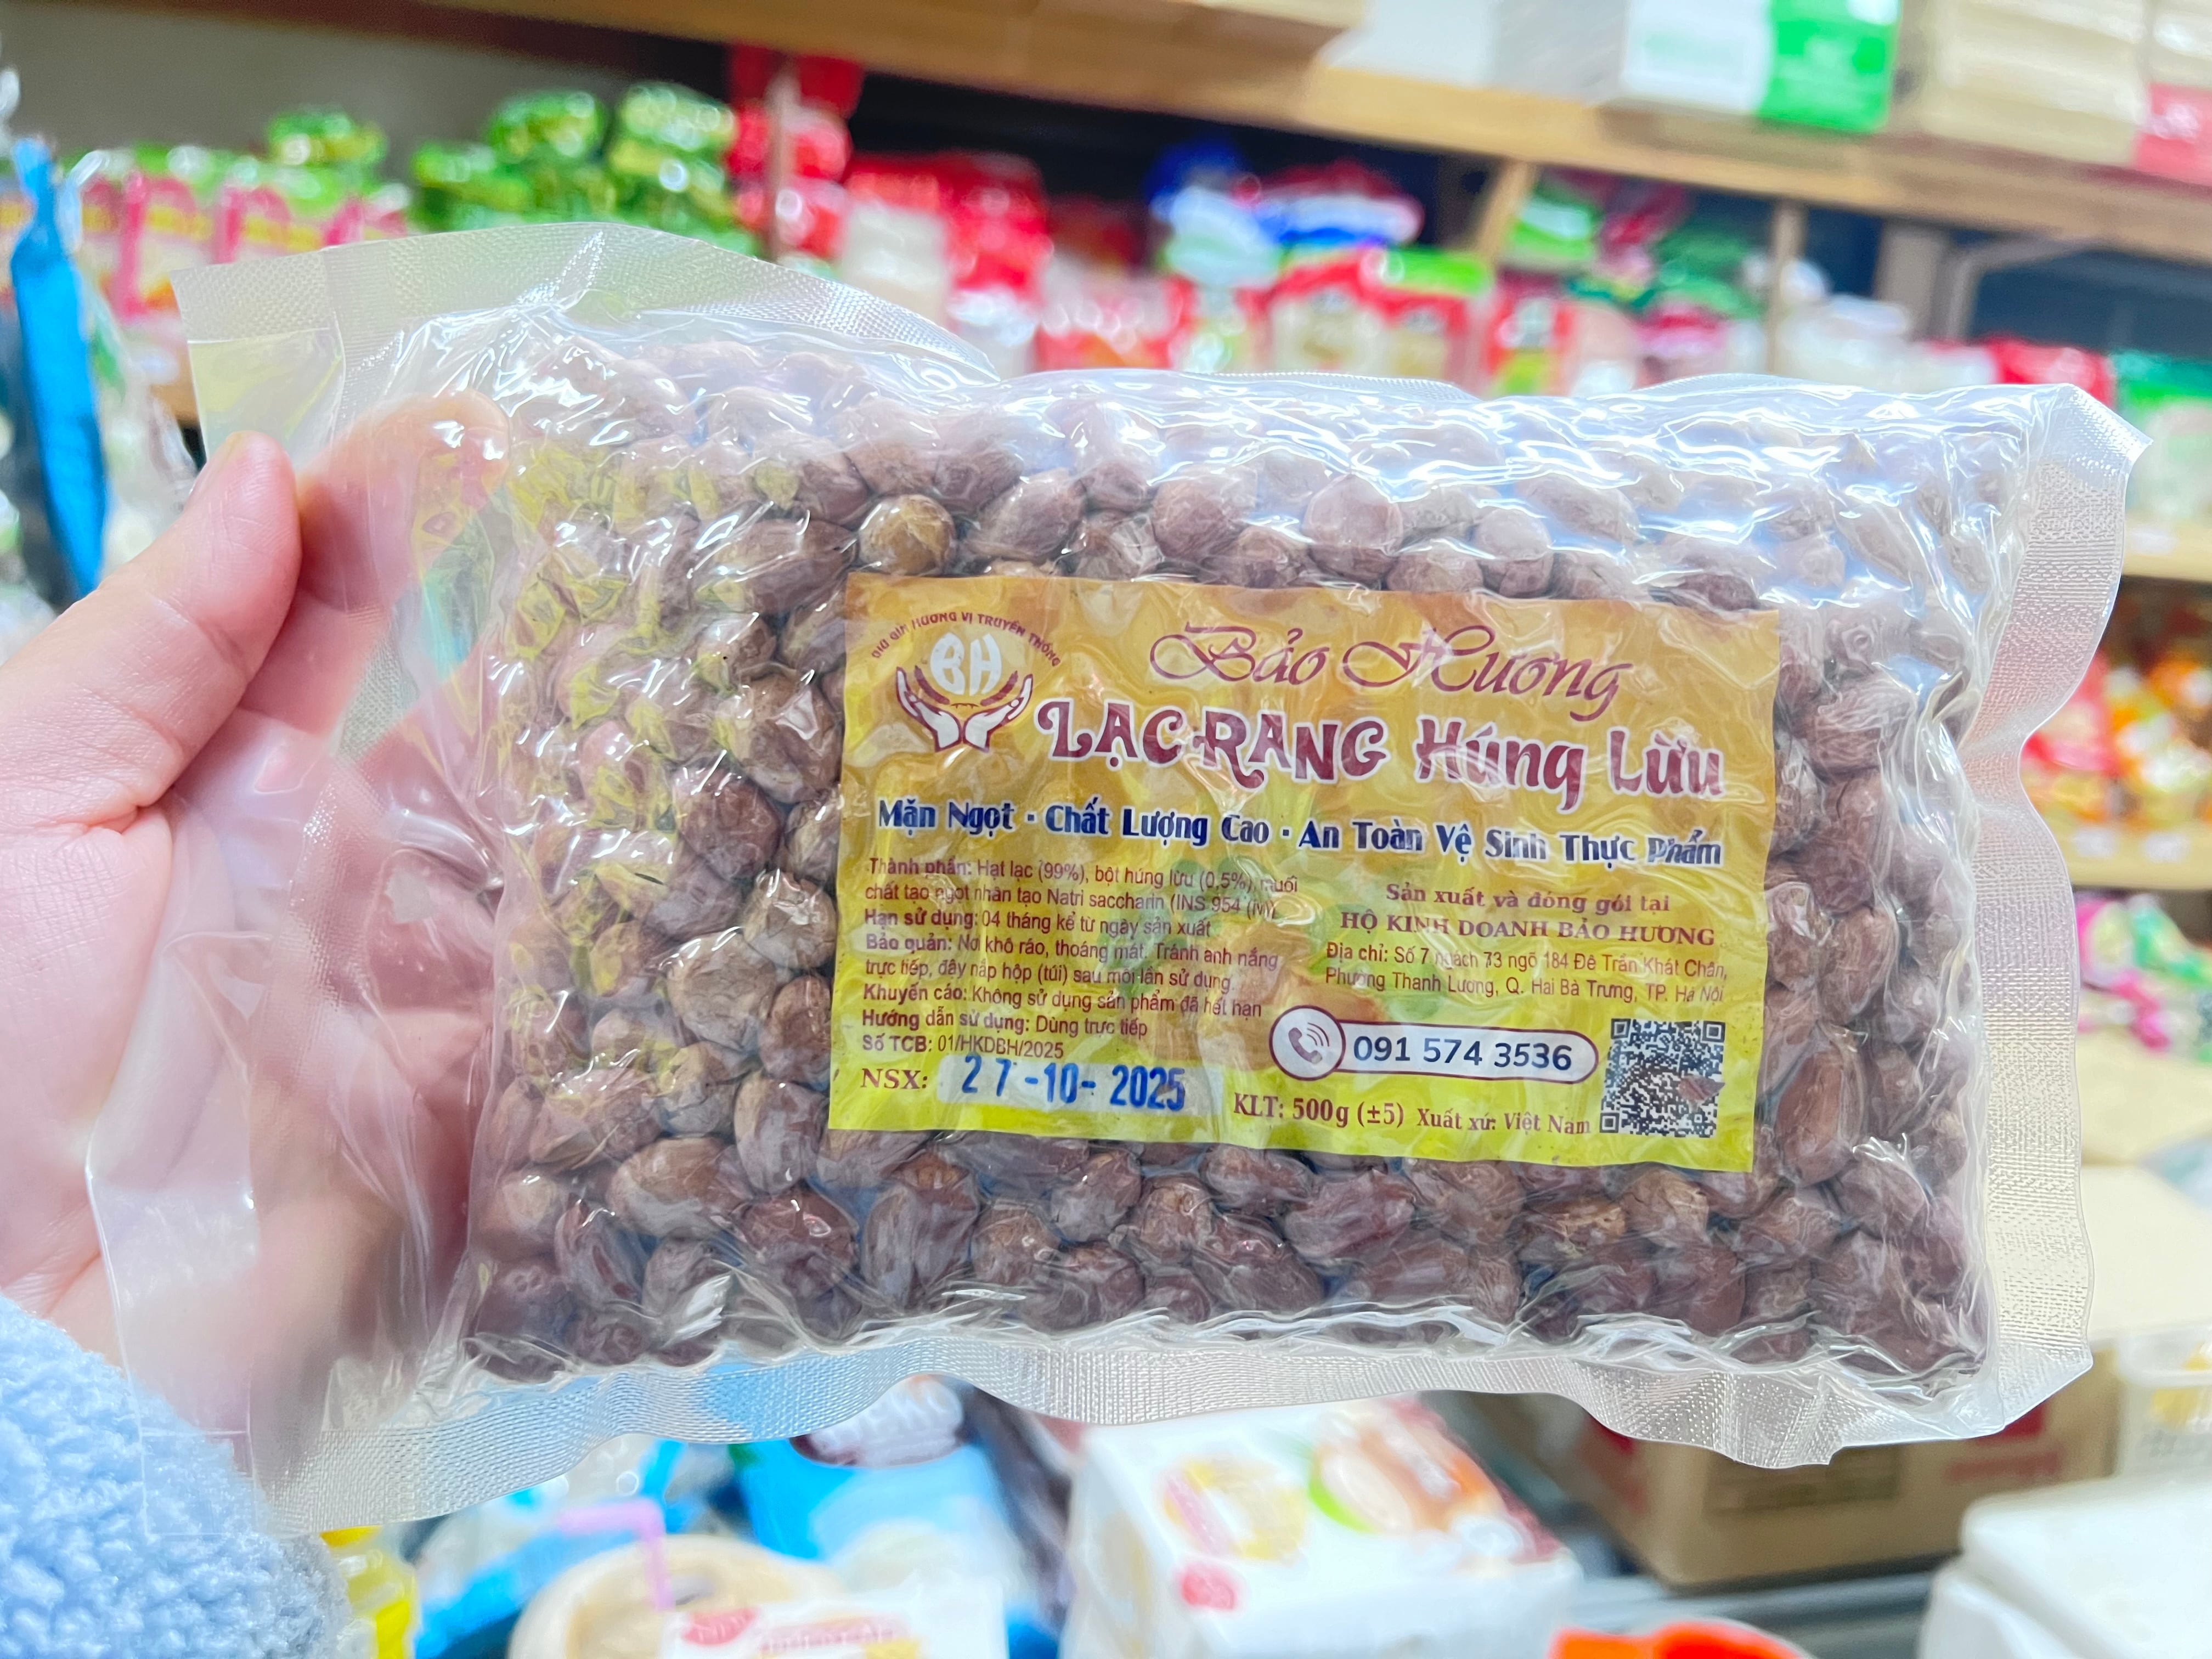 GIỮ GÌN HƯƠNG VỊ TRUYỀN THỐNG
BH
Bảo Hương
LẠC RANG Húng Lừu
Mặn Ngọt · Chất Lượng Cao · An Toàn Vệ Sinh Thực Phẩm
Thành phần: Hạt lạc (99%), bột húng lừu (0,5%), muối
chất tạo ngọt nhân tạo Natri saccharin (INS 954 (iv))
Hạn sử dụng: 04 tháng kể từ ngày sản xuất
Bảo quản: Nơi khô ráo, thoáng mát. Tránh ánh nắng
trực tiếp, đậy nắp hộp (túi) sau mỗi lần sử dụng
Khuyến cáo: Không sử dụng sản phẩm đã hết hạn
Hướng dẫn sử dụng: Dùng trực tiếp
Số TCB: 01/HKDBH/2025
NSX: 27-10-2025
Sản xuất và đóng gói tại
HỘ KINH DOANH BẢO HƯƠNG
Địa chỉ: Số 7 ngách 73 ngõ 184 Đê Trần Khát Chân,
Phường Thanh Lương, Q. Hai Bà Trưng, TP. Hà Nội
091 574 3536
KLT: 500g (±5) Xuất xứ: Việt Nam